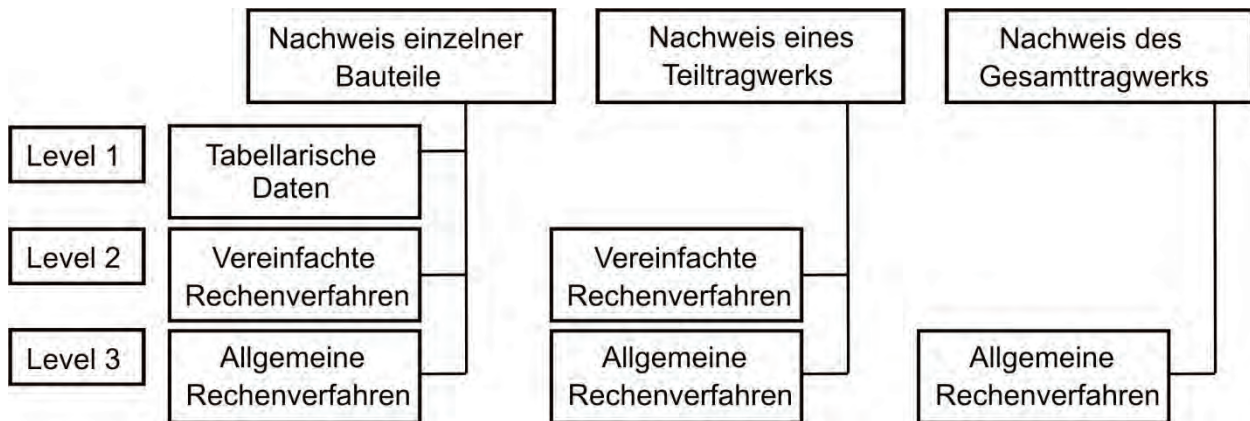 Nachweis einzelner
Bauteile
Nachweis eines
Teiltragwerks
Nachweis des
Gesamttragwerks
Level 1
Tabellarische
Daten
Level 2
Vereinfachte
Rechenverfahren
Vereinfachte
Rechenverfahren
Level 3
Allgemeine
Rechenverfahren
Allgemeine
Rechenverfahren
Allgemeine
Rechenverfahren